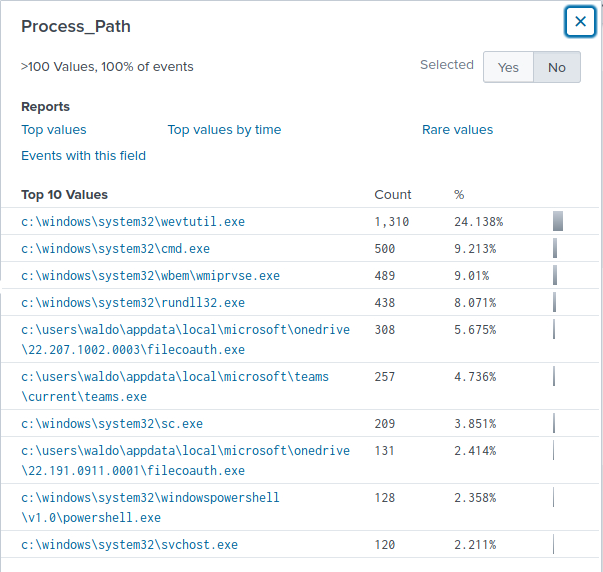 Process_Path
>100 Values, 100% of events
Selected Yes No
Reports
Top values Top values by time Rare values
Events with this field
Top 10 Values Count %
c:\windows\system32\wevtutil.exe 1,310 24.138%
c:\windows\system32\cmd.exe 500 9.213%
c:\windows\system32\wbem\wmiprvse.exe 489 9.01%
c:\windows\system32\rundll32.exe 438 8.071%
c:\users\waldo\appdata\local\microsoft\onedrive 308 5.675%
\22.207.1002.0003\filecoauth.exe
c:\users\waldo\appdata\local\microsoft\teams 257 4.736%
\current\teams.exe
c:\windows\system32\sc.exe 209 3.851%
c:\users\waldo\appdata\local\microsoft\onedrive 131 2.414%
\22.191.0911.0001\filecoauth.exe
c:\windows\system32\windowspowershell 128 2.358%
\v1.0\powershell.exe
c:\windows\system32\svchost.exe 120 2.211%